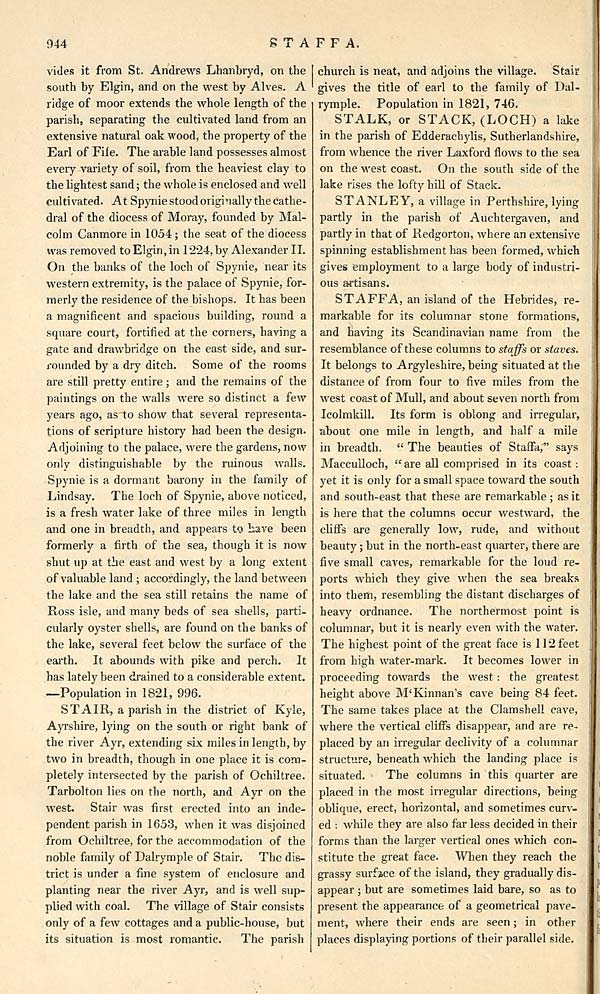 944
STAFFA.
vides it from St. Andrews Lhanbryd, on the
south by Elgin, and on the west by Alves. A
ridge of moor extends the whole length of the
parish, separating the cultivated land from an
extensive natural oak wood, the property of the
Earl of Fife. The arable land possesses almost
every variety of soil, from the heaviest clay to
the lightest sand; the whole is enclosed and well
cultivated. At Spynie stood originally the cathe-
dral of the diocese of Moray, founded by Mal-
colm Canmore in 1054; the seat of the diocese
was removed to Elgin, in 1224, by Alexander II.
On the banks of the loch of Spynie, near its
western extremity, is the palace of Spynie, for-
merly the residence of the bishops. It has been
a magnificent and spacious building, round a
square court, fortified at the corners, having a
gate and drawbridge on the east side, and sur-
rounded by a dry ditch. Some of the rooms
are still pretty entire; and the remains of the
paintings on the walls were so distinct a few
years ago, as to show that several representa-
tions of scripture history had been the design.
Adjoining to the palace, were the gardens, now
only distinguishable by the ruinous walls.
Spynie is a dormant barony in the family of
Lindsay. The loch of Spynie, above noticed,
is a fresh water lake of three miles in length
and one in breadth, and appears to have been
formerly a firth of the sea, though it is now
shut up at the east and west by a long extent
of valuable land; accordingly, the land between
the lake and the sea still retains the name of
Ross isle, and many beds of sea shells, parti-
cularly oyster shells, are found on the banks of
the lake, several feet below the surface of the
earth. It abounds with pike and perch. It
has lately been drained to a considerable extent.
—Population in 1821, 996.
STAIR, a parish in the district of Kyle,
Ayrshire, lying on the south or right bank of
the river Ayr, extending six miles in length, by
two in breadth, though in one place it is com-
pletely intersected by the parish of Ochiltree.
Tarbolton lies on the north, and Ayr on the
west. Stair was first erected into an inde-
pendent parish in 1653, when it was disjoined
from Ochiltree, for the accommodation of the
noble family of Dalrymple of Stair. The dis-
trict is under a fine system of enclosure and
planting near the river Ayr, and is well sup-
plied with coal. The village of Stair consists
only of a few cottages and a public-house, but
its situation is most romantic. The parish
church is neat, and adjoins the village. Stair
gives the title of earl to the family of Dal-
rymple. Population in 1821, 746.
STALK, or STACK, (LOCH) a lake
in the parish of Edderachylis, Sutherlandshire,
from whence the river Laxford flows to the sea
on the west coast. On the south side of the
lake rises the lofty hill of Stack.
STANLEY, a village in Perthshire, lying
partly in the parish of Auchtergaven, and
partly in that of Redgorton, where an extensive
spinning establishment has been formed, which
gives employment to a large body of industri-
ous artisans.
STAFFA, an island of the Hebrides, re-
markable for its columnar stone formations,
and having its Scandinavian name from the
resemblance of these columns to staffs or staves.
It belongs to Argyleshire, being situated at the
distance of from four to five miles from the
west coast of Mull, and about seven north from
Icolmkill. Its form is oblong and irregular,
about one mile in length, and half a mile
in breadth. "The beauties of Staffa," says
Macculloch, "are all comprised in its coast:
yet it is only for a small space toward the south
and south-east that these are remarkable; as it
is here that the columns occur westward, the
cliffs are generally low, rude, and without
beauty; but in the north-east quarter, there are
five small caves, remarkable for the loud re-
ports which they give when the sea breaks
into them, resembling the distant discharges of
heavy ordnance. The northermost point is
columnar, but it is nearly even with the water.
The highest point of the great face is 112 feet
from high water-mark. It becomes lower in
proceeding towards the west: the greatest
height above M'Kinnan's cave being 84 feet.
The same takes place at the Clamshell cave,
where the vertical cliffs disappear, and are re-
placed by an irregular declivity of a columnar
structure, beneath which the landing place is
situated. The columns in this quarter are
placed in the most irregular directions, being
oblique, erect, horizontal, and sometimes curv-
ed: while they are also far less decided in their
forms than the larger vertical ones which con-
stitute the great face. When they reach the
grassy surface of the island, they gradually dis-
appear; but are sometimes laid bare, so as to
present the appearance of a geometrical pave-
ment, where their ends are seen; in other
places displaying portions of their parallel side.